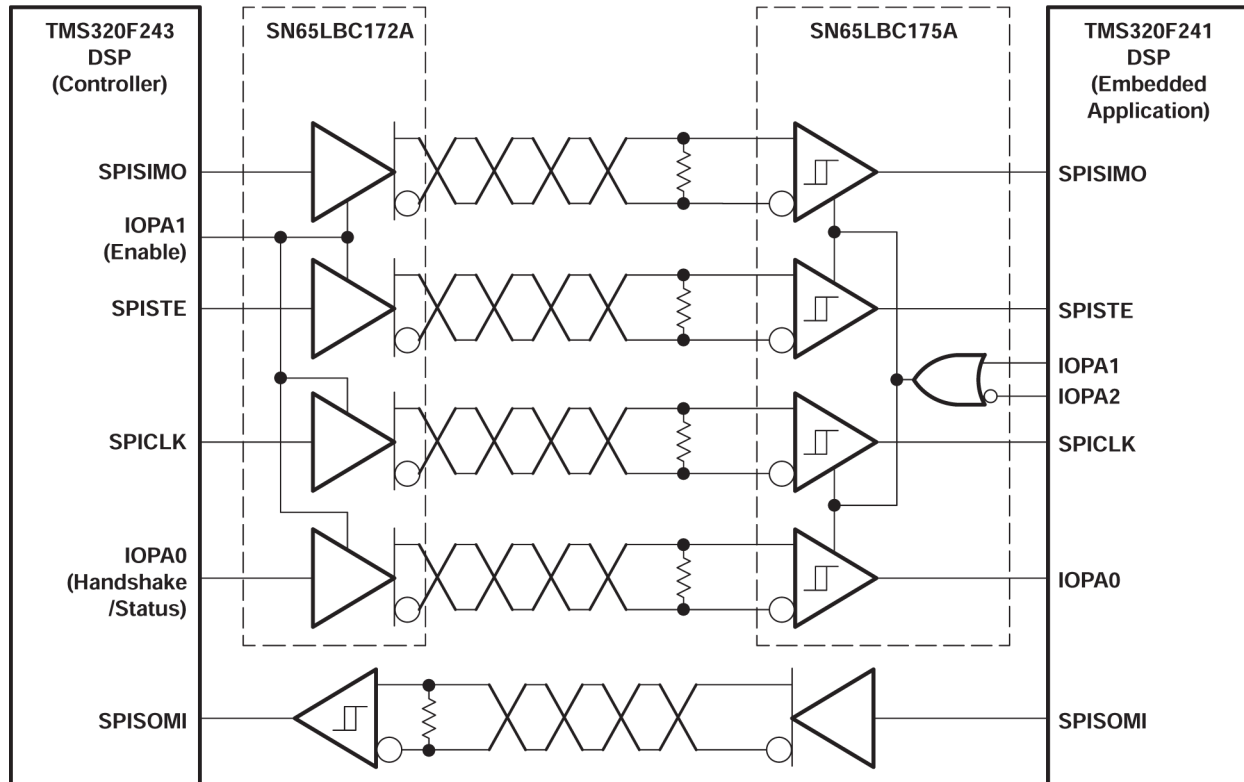 TMS320F243
DSP
(Controller)
SN65LBC172A
SN65LBC175A
TMS320F241
DSP
(Embedded
Application)
SPISIMO
SPISIMO
IOPA1
(Enable)
SPISTE
SPISTE
IOPA1
IOPA2
SPICLK
SPICLK
IOPA0
(Handshake
/Status)
IOPA0
SPISOMI
SPISOMI